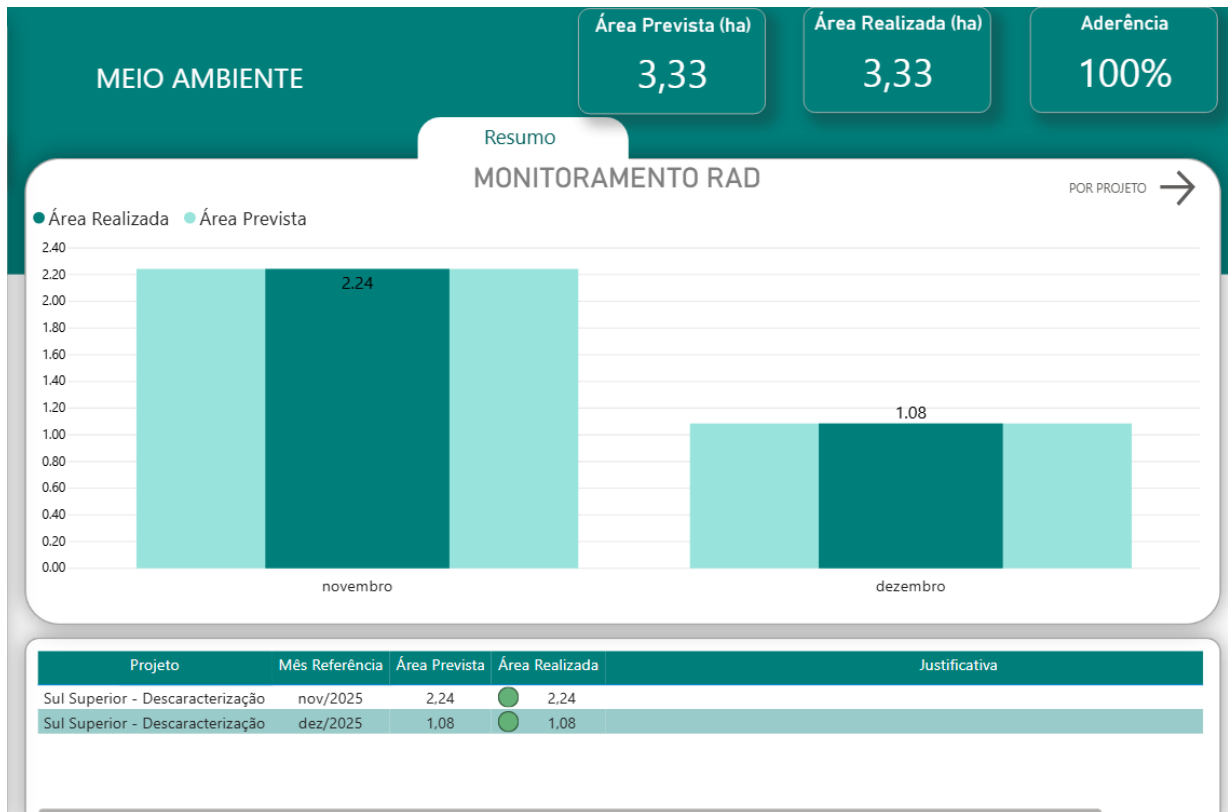 Área Prevista (ha)
3,33
Área Realizada (ha)
3,33
Aderência
100%
MEIO AMBIENTE
Resumo
MONITORAMENTO RAD
POR PROJETO
Área Realizada Área Prevista
2.40
2.20
2.00
1.80
1.60
1.40
1.20
1.00
0.80
0.60
0.40
0.20
0.00
2.24
1.08
novembro dezembro
Projeto Mês Referência Área Prevista Área Realizada Justificativa
Sul Superior - Descaracterização nov/2025 2,24 2,24
Sul Superior - Descaracterização dez/2025 1,08 1,08